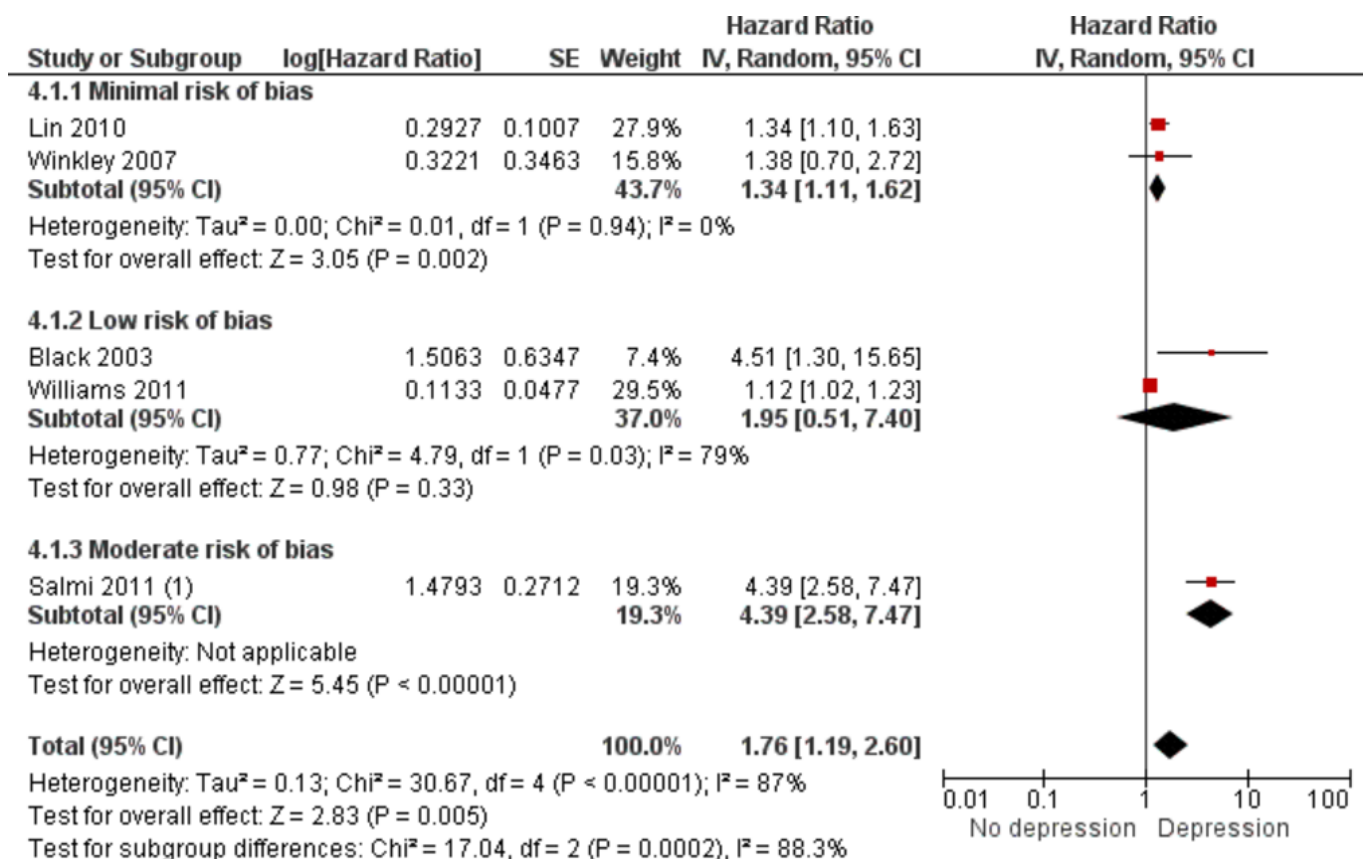 Hazard Ratio Hazard Ratio
Study or Subgroup log[Hazard Ratio] SE Weight IV, Random, 95% CI IV, Random, 95% CI
4.1.1 Minimal risk of bias
Lin 2010 0.2927 0.1007 27.9% 1.34 [1.10, 1.63]
Winkley 2007 0.3221 0.3463 15.8% 1.38 [0.70, 2.72]
Subtotal (95% CI) 43.7% 1.34 [1.11, 1.62]
Heterogeneity: Tau² = 0.00; Chi² = 0.01, df = 1 (P = 0.94); I² = 0%
Test for overall effect: Z = 3.05 (P = 0.002)
4.1.2 Low risk of bias
Black 2003 1.5063 0.6347 7.4% 4.51 [1.30, 15.65]
Williams 2011 0.1133 0.0477 29.5% 1.12 [1.02, 1.23]
Subtotal (95% CI) 37.0% 1.95 [0.51, 7.40]
Heterogeneity: Tau² = 0.77; Chi² = 4.79, df = 1 (P = 0.03); I² = 79%
Test for overall effect: Z = 0.98 (P = 0.33)
4.1.3 Moderate risk of bias
Salmi 2011 (1) 1.4793 0.2712 19.3% 4.39 [2.58, 7.47]
Subtotal (95% CI) 19.3% 4.39 [2.58, 7.47]
Heterogeneity: Not applicable
Test for overall effect: Z = 5.45 (P < 0.00001)
Total (95% CI) 100.0% 1.76 [1.19, 2.60]
Heterogeneity: Tau² = 0.13; Chi² = 30.67, df = 4 (P < 0.00001); I² = 87%
Test for overall effect: Z = 2.83 (P = 0.005)
Test for subgroup differences: Chi² = 17.04, df = 2 (P = 0.0002), I² = 88.3%
0.01 0.1 1 10 100
No depression Depression